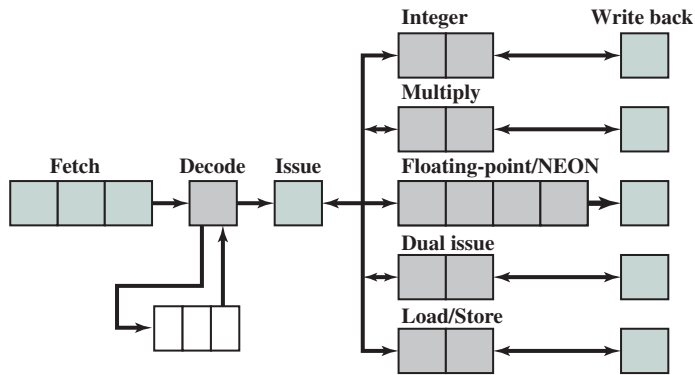 Integer
Write back
Multiply
Fetch
Decode
Issue
Floating-point/NEON
Dual issue
Load/Store